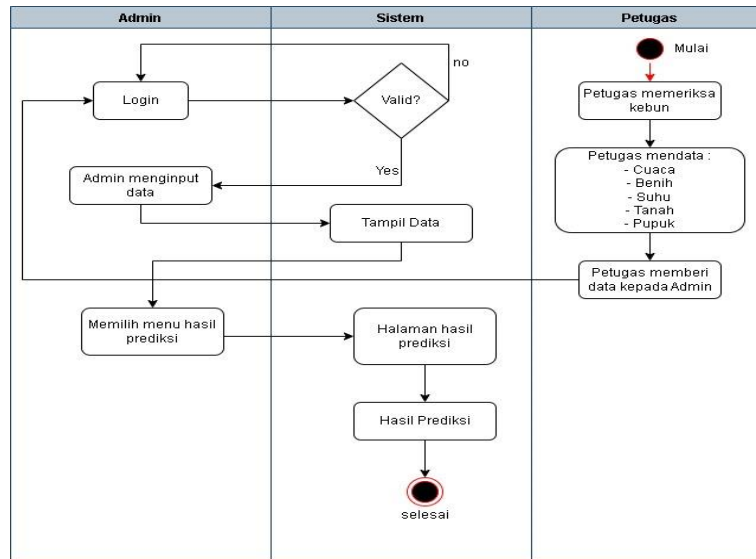 Admin
Sistem
Petugas
Mulai
no
Petugas memeriksa
kebun
Login
Valid?
Yes
Petugas mendata :
- Cuaca
- Benih
- Suhu
- Tanah
- Pupuk
Admin menginput
data
Tampil Data
Petugas memberi
data kepada Admin
Memilih menu hasil
prediksi
Halaman hasil
prediksi
Hasil Prediksi
selesai